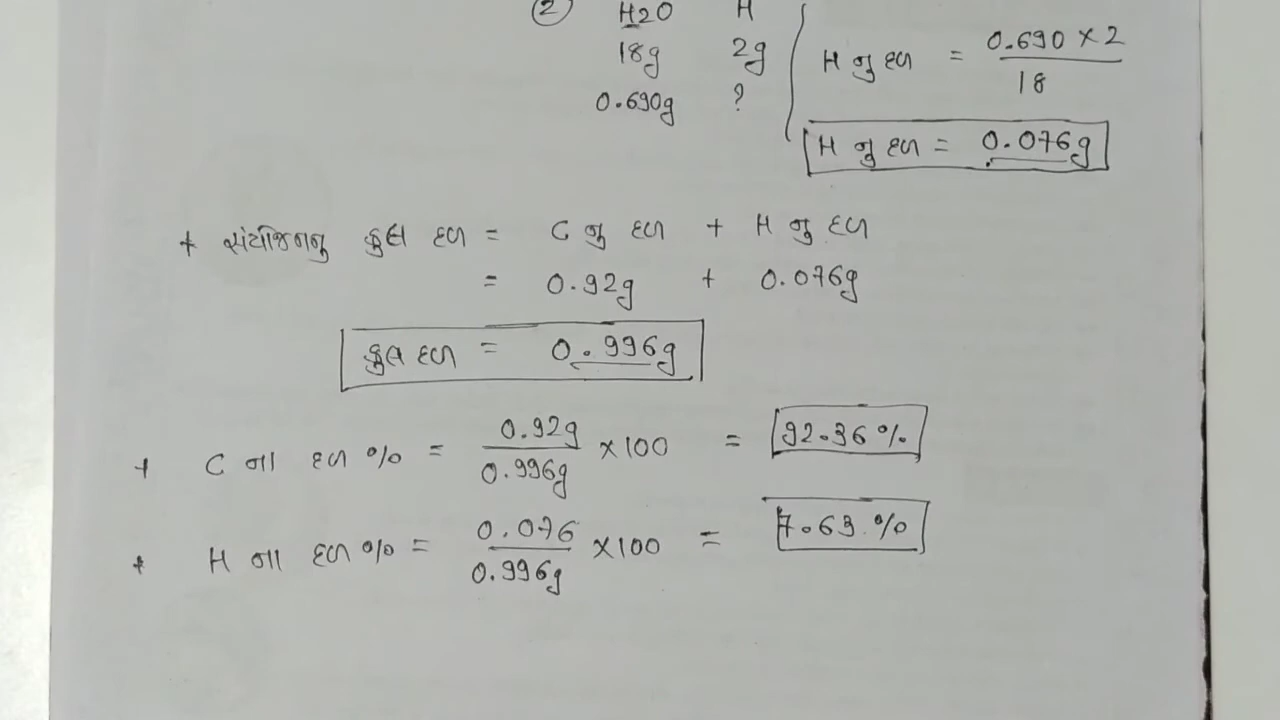 ② H2O H
18g 2g
0.690g ?
H નુ દળ = 0.690 × 2 / 18
H નુ દળ = 0.076g
* સંયોજનનુ કુલ દળ = C નુ દળ + H નુ દળ
= 0.92g + 0.076g
કુલ દળ = 0.996g
* C ના દળ % = 0.92g / 0.996g × 100 = 92.36 %
* H ના દળ % = 0.076 / 0.996g × 100 = 7.63 %